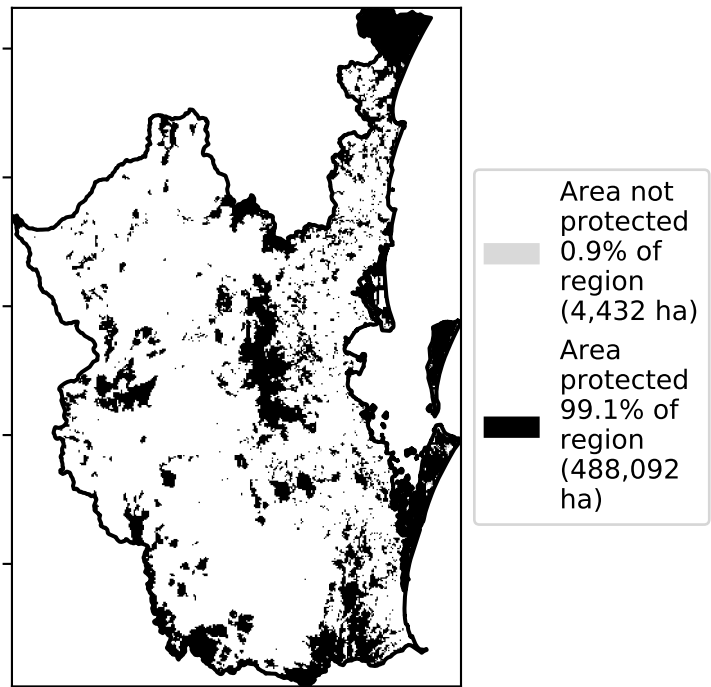 Area not
protected
0.9% of
region
(4,432 ha)
Area
protected
99.1% of
region
(488,092
ha)